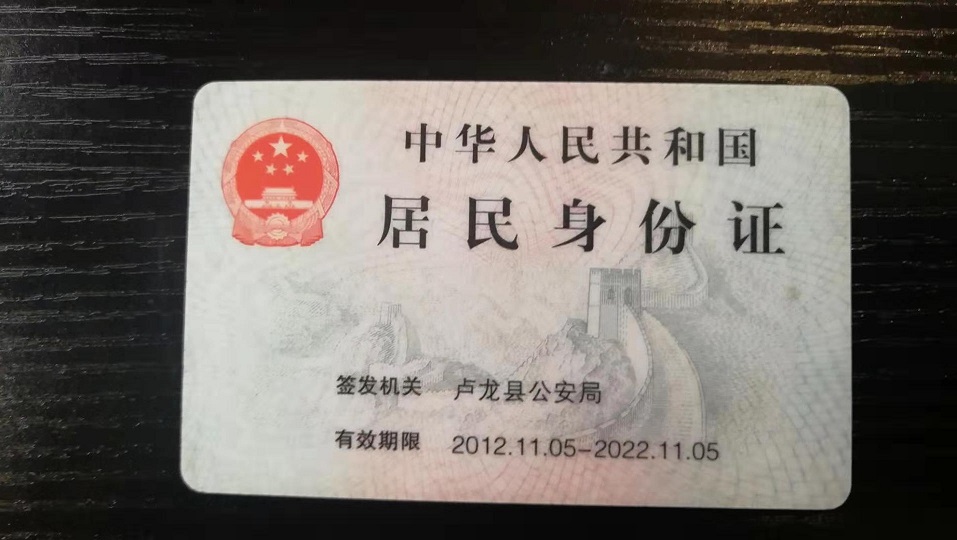 中华人民共和国
居民身份证
签发机关 卢龙县公安局
有效期限 2012.11.05-2022.11.05